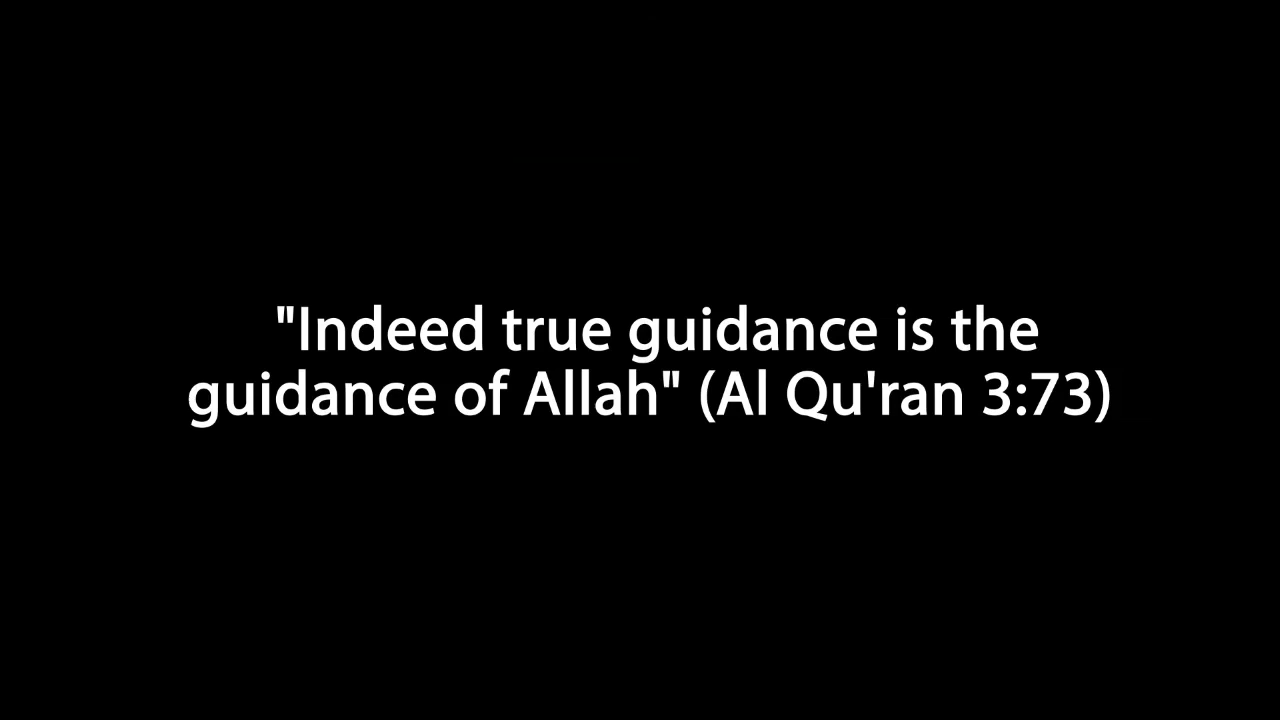 "Indeed true guidance is the
guidance of Allah" (Al Qu'ran 3:73)